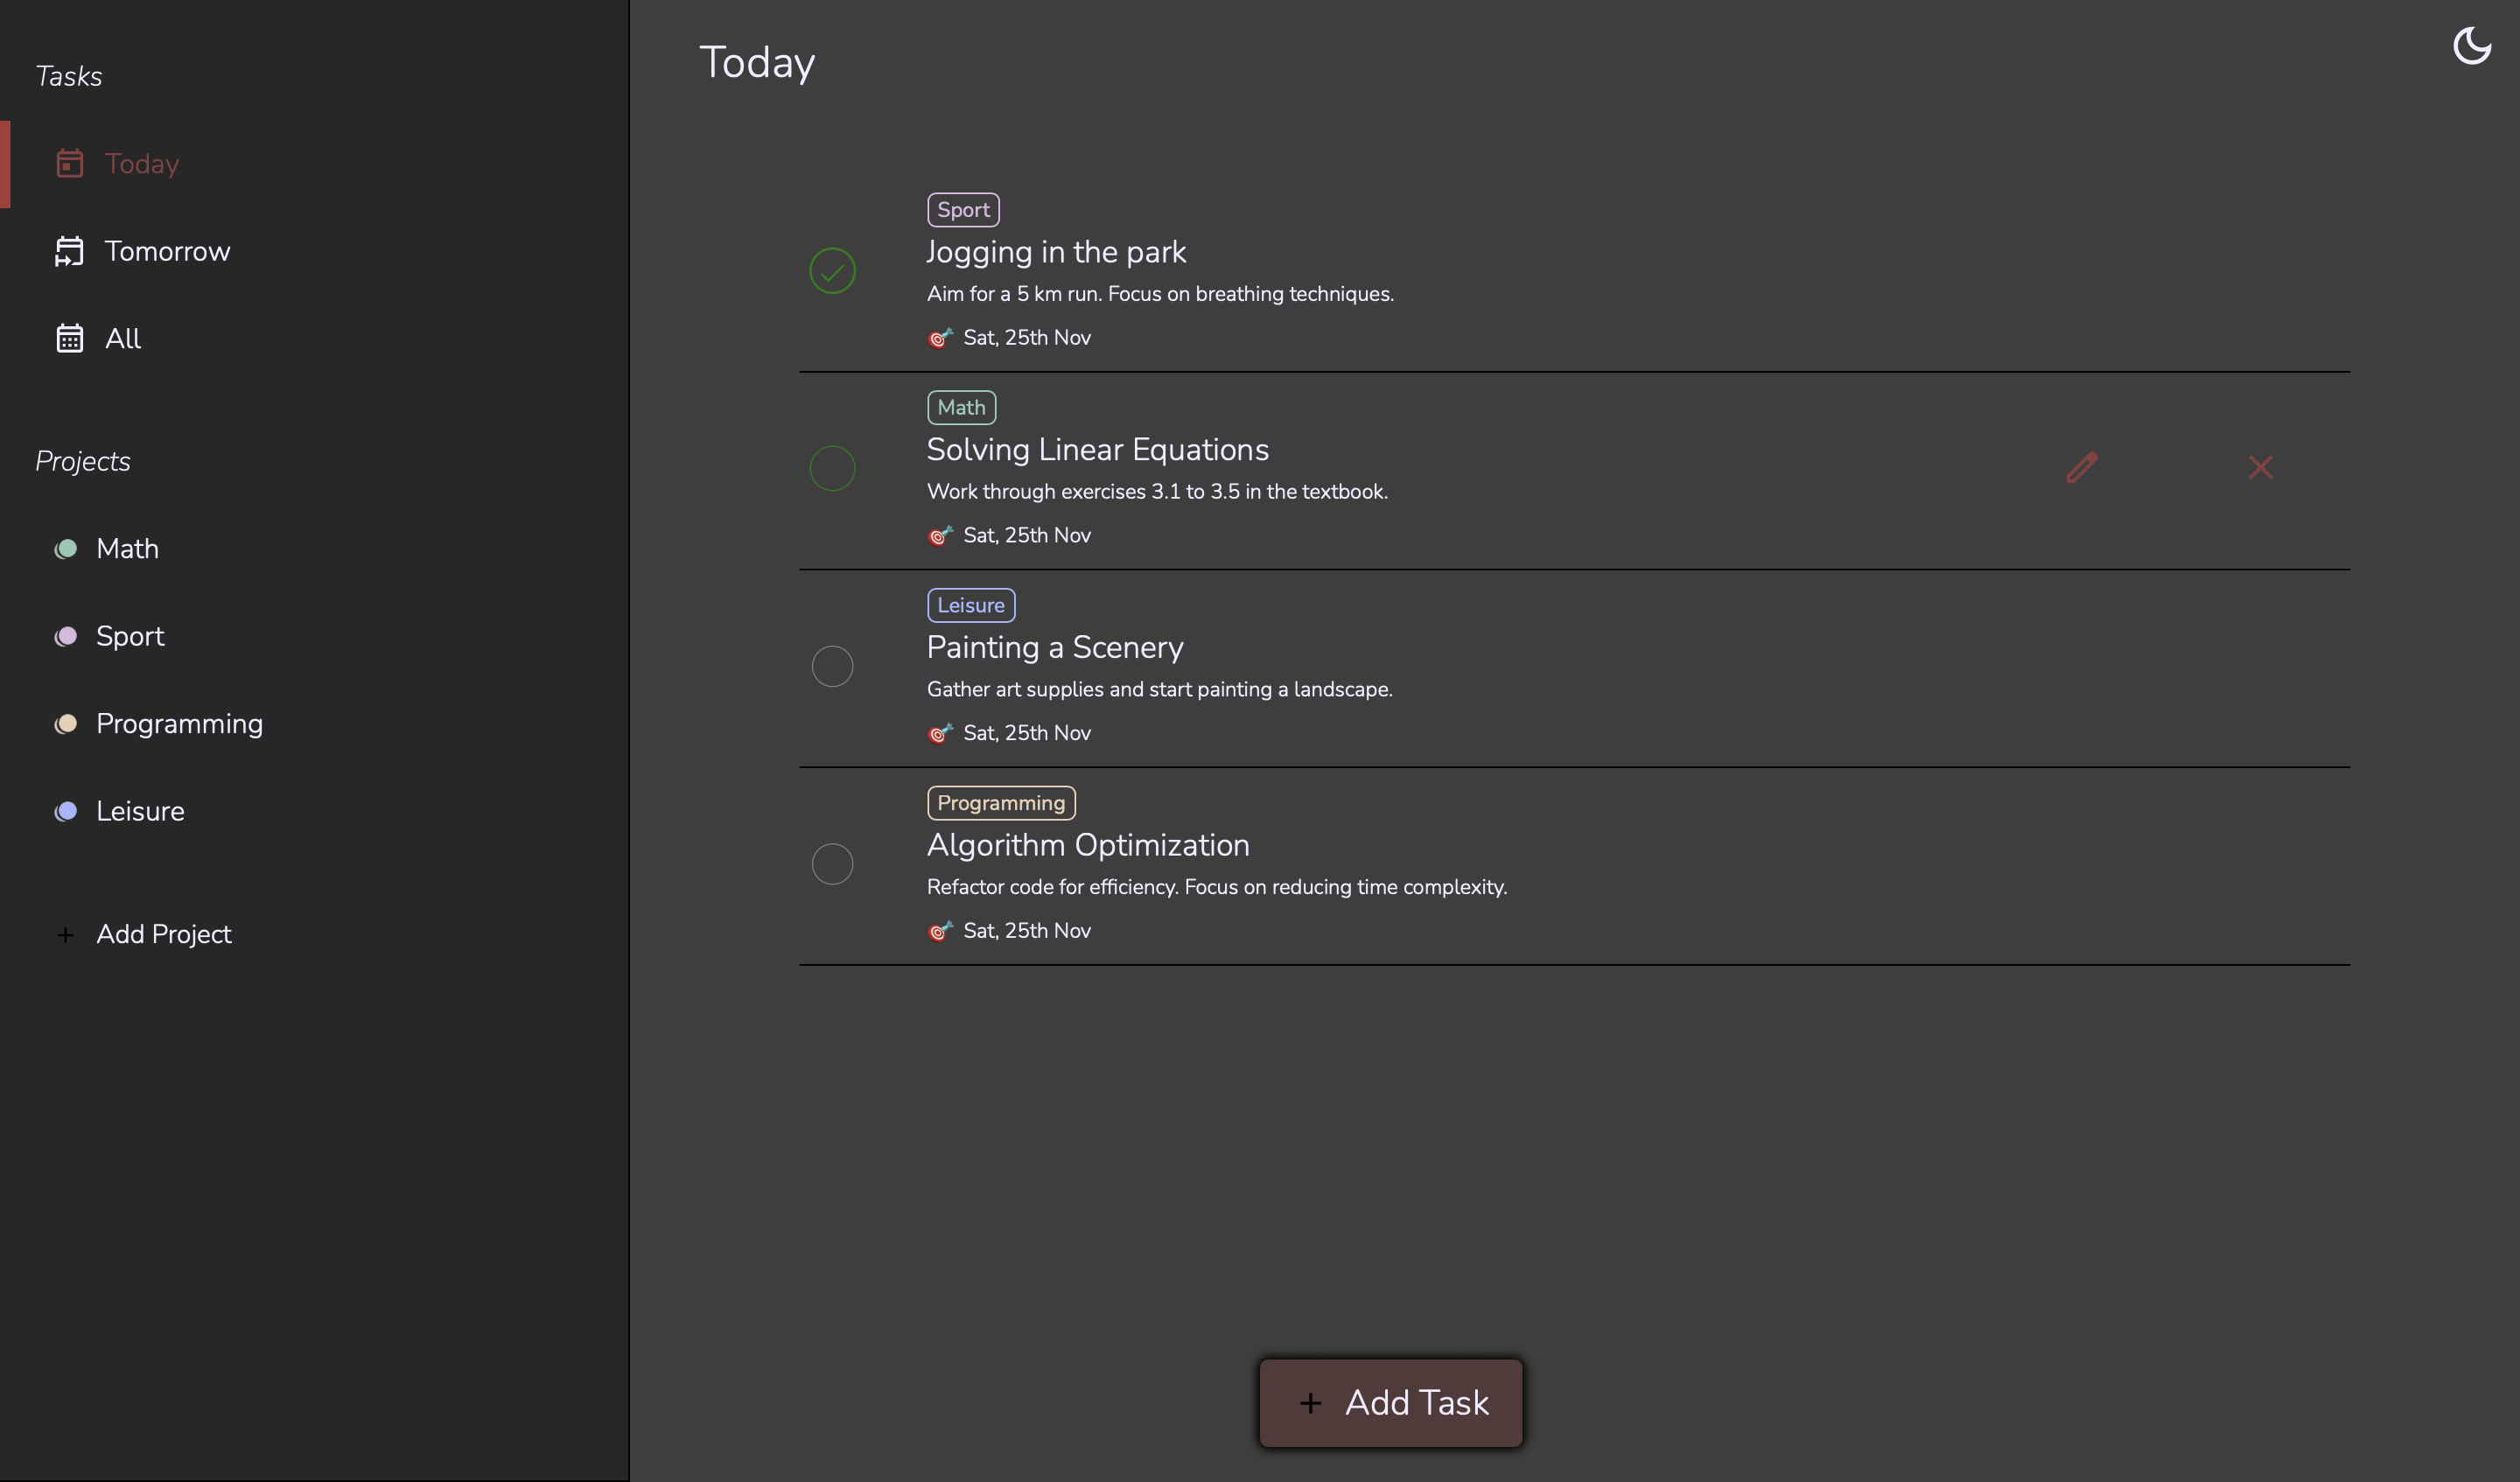 Tasks
Today
Tomorrow
All
Projects
Math
Sport
Programming
Leisure
+ Add Project
Today
Sport
Jogging in the park
Aim for a 5 km run. Focus on breathing techniques.
Sat, 25th Nov
Math
Solving Linear Equations
Work through exercises 3.1 to 3.5 in the textbook.
Sat, 25th Nov
Leisure
Painting a Scenery
Gather art supplies and start painting a landscape.
Sat, 25th Nov
Programming
Algorithm Optimization
Refactor code for efficiency. Focus on reducing time complexity.
Sat, 25th Nov
+ Add Task